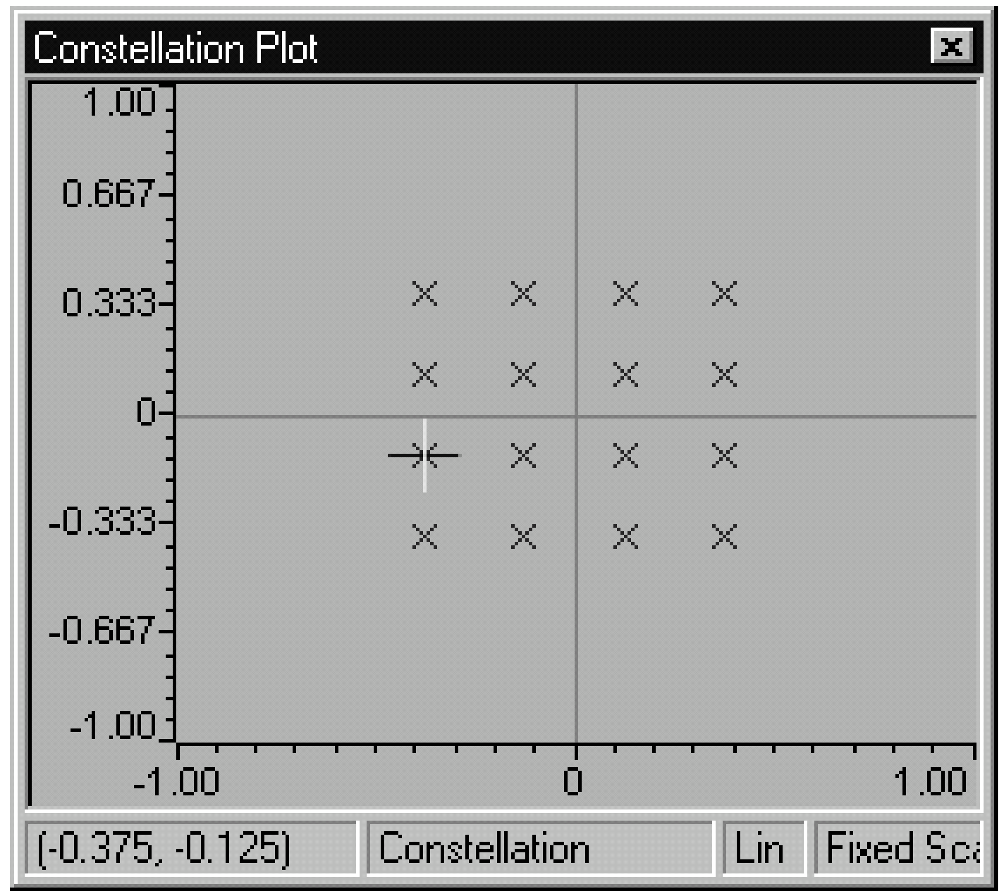 Constellation Plot
1.00
0.667
0.333
0
-0.333
-0.667
-1.00
-1.00 0 1.00
(-0.375, -0.125) Constellation Lin Fixed Sca